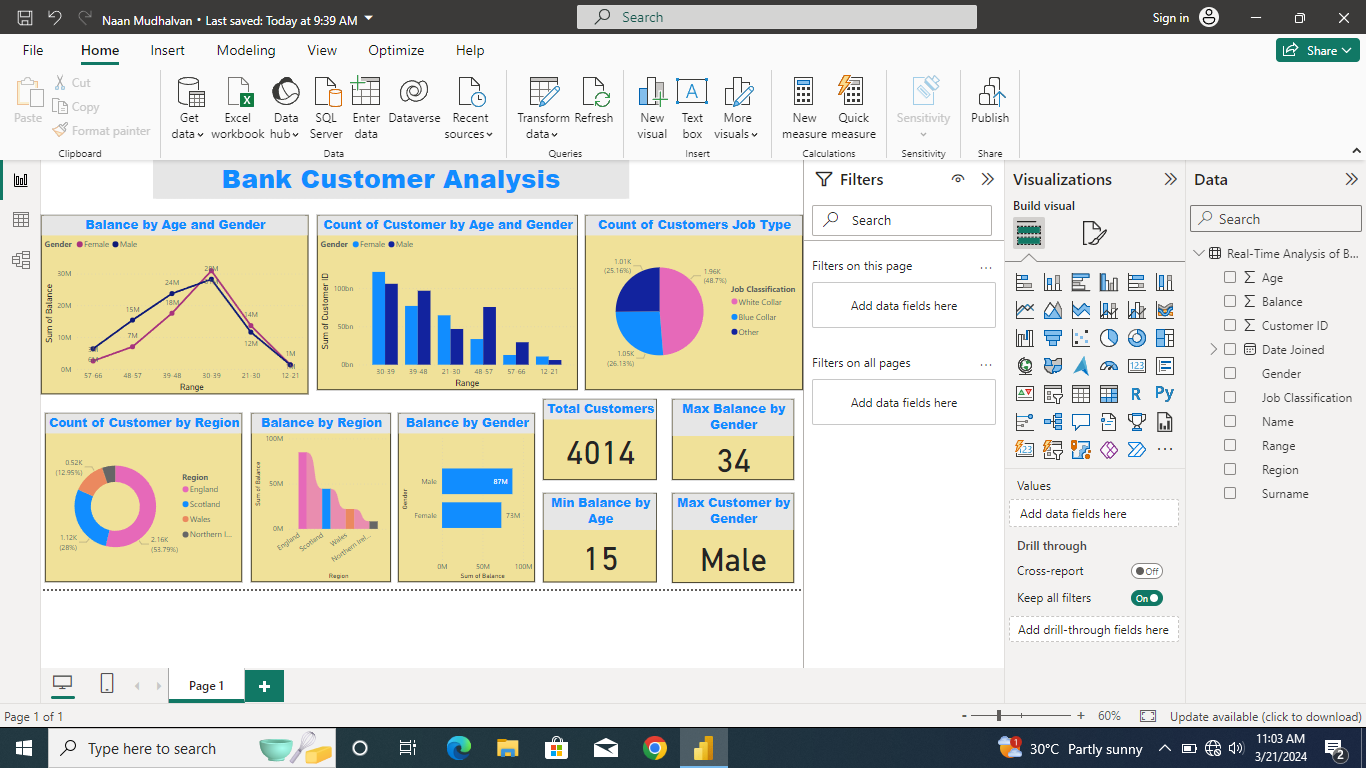 Naan Mudhalvan • Last saved: Today at 9:39 AM
Search
Sign in
File Home Insert Modeling View Optimize Help
Share
Paste
Cut
Copy
Format painter
Clipboard
Get data
Excel workbook
Data hub
SQL Server
Enter data
Dataverse
Recent sources
Data
Transform data
Refresh
Queries
New visual
Text box
More visuals
Insert
New measure
Quick measure
Calculations
Sensitivity
Sensitivity
Publish
Share
Bank Customer Analysis
Balance by Age and Gender
Gender Female Male
Sum of Balance
30M
20M
10M
0M
15M
7M
24M
18M
14M
12M
1M
57-66 48-57 39-48 30-39 21-30 12-21
Range
Count of Customer by Age and Gender
Gender Female Male
Sum of Customer ID
100bn
50bn
0bn
30-39 39-48 21-30 48-57 57-66 12-21
Range
Count of Customers Job Type
1.01K
(25.16%)
1.96K
(48.7%)
1.05K
(26.13%)
Job Classification
White Collar
Blue Collar
Other
Count of Customer by Region
0.52K
(12.95%)
1.12K
(28%)
2.16K
(53.79%)
Region
England
Scotland
Wales
Northern I...
Balance by Region
Sum of Balance
100M
50M
0M
England
Scotland
Wales
Northern Irel...
Region
Balance by Gender
Gender
Male 87M
Female 73M
0M 50M 100M
Sum of Balance
Total Customers
4014
Max Balance by Gender
34
Min Balance by Age
15
Max Customer by Gender
Male
Filters
Search
Filters on this page ...
Add data fields here
Filters on all pages ...
Add data fields here
Visualizations
Build visual
123
R
Py
123
...
Values
Add data fields here
Drill through
Cross-report Off
Keep all filters On
Add drill-through fields here
Data
Search
Real-Time Analysis of B...
Age
Balance
Customer ID
Date Joined
Gender
Job Classification
Name
Range
Region
Surname
Page 1
Page 1 of 1
- + 60%
Update available (click to download)
Type here to search
1
30°C Partly sunny
11:03 AM
3/21/2024
2